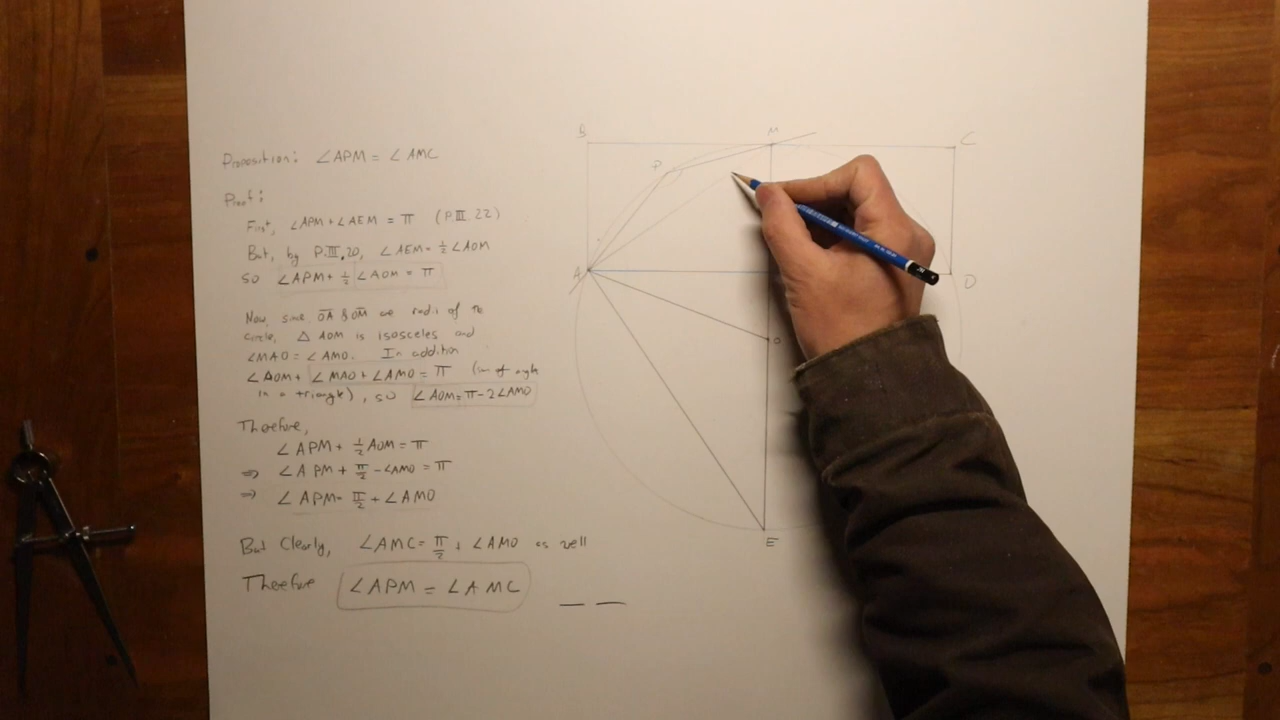 Proposition: ∠APM = ∠AMC
Proof:
First, ∠APM + ∠AEM = π (P.III.22)
But, by P.III.20, ∠AEM = 1/2 ∠AOM
so ∠APM + 1/2 ∠AOM = π
Now, since OA & OM are radii of the
circle, △AOM is isosceles and
∠MAO = ∠AMO. In addition
∠AOM + ∠MAO + ∠AMO = π (sum of angles
in a triangle), so ∠AOM = π - 2∠AMO
Therefore,
∠APM + 1/2 AOM = π
⇒ ∠APM + π/2 - ∠AMO = π
⇒ ∠APM = π/2 + ∠AMO
But Clearly, ∠AMC = π/2 + ∠AMO as well
Therefore ∠APM = ∠AMC
B
M
C
P
A
D
O
E